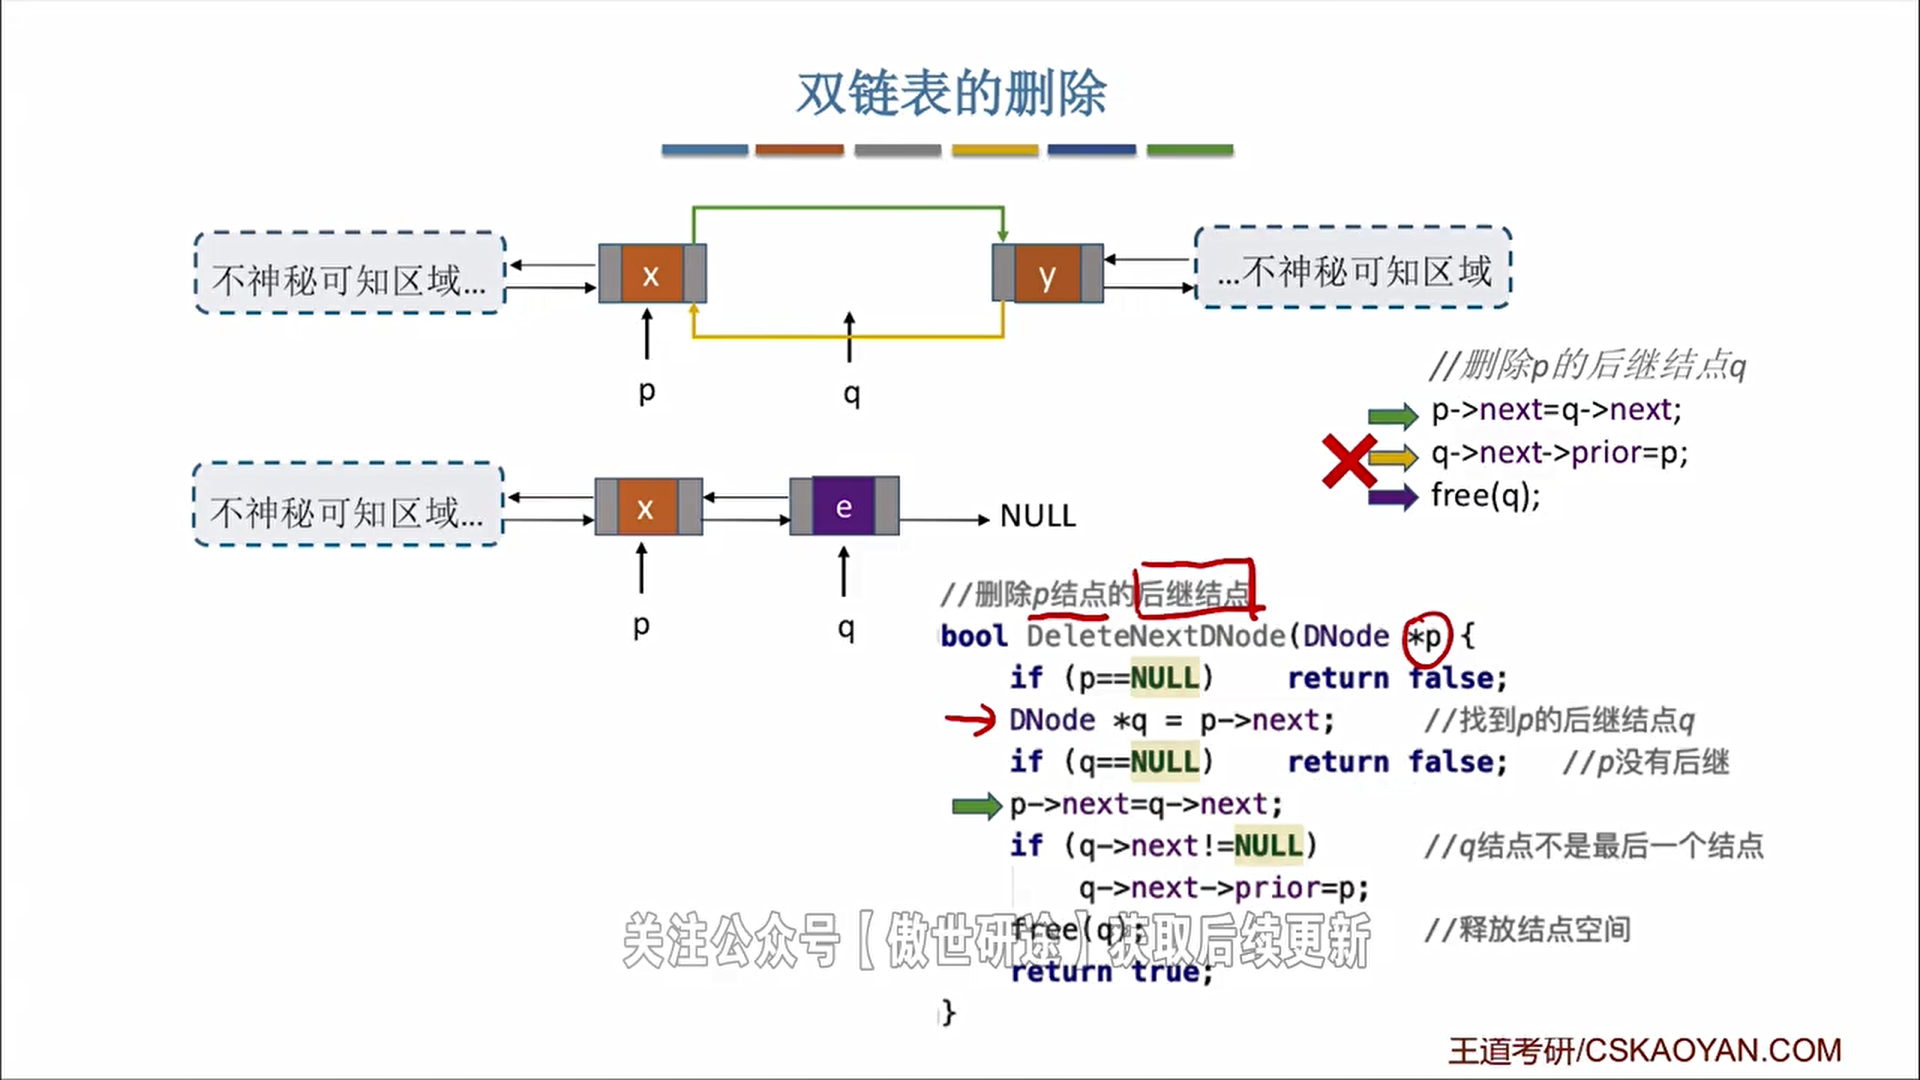 双链表的删除
不神秘可知区域...
x
y
...不神秘可知区域
p
q
//删除p的后继结点q
p->next=q->next;
q->next->prior=p;
free(q);
不神秘可知区域...
x
e
NULL
p
q
//删除p结点的后继结点
bool DeleteNextDNode(DNode *p {
if (p==NULL) return false;
DNode *q = p->next; //找到p的后继结点q
if (q==NULL) return false; //p没有后继
p->next=q->next;
if (q->next!=NULL) //q结点不是最后一个结点
q->next->prior=p;
free(q); //释放结点空间
关注公众号【傲世研途】获取后续更新
return true;
}
王道考研/CSKAOYAN.COM